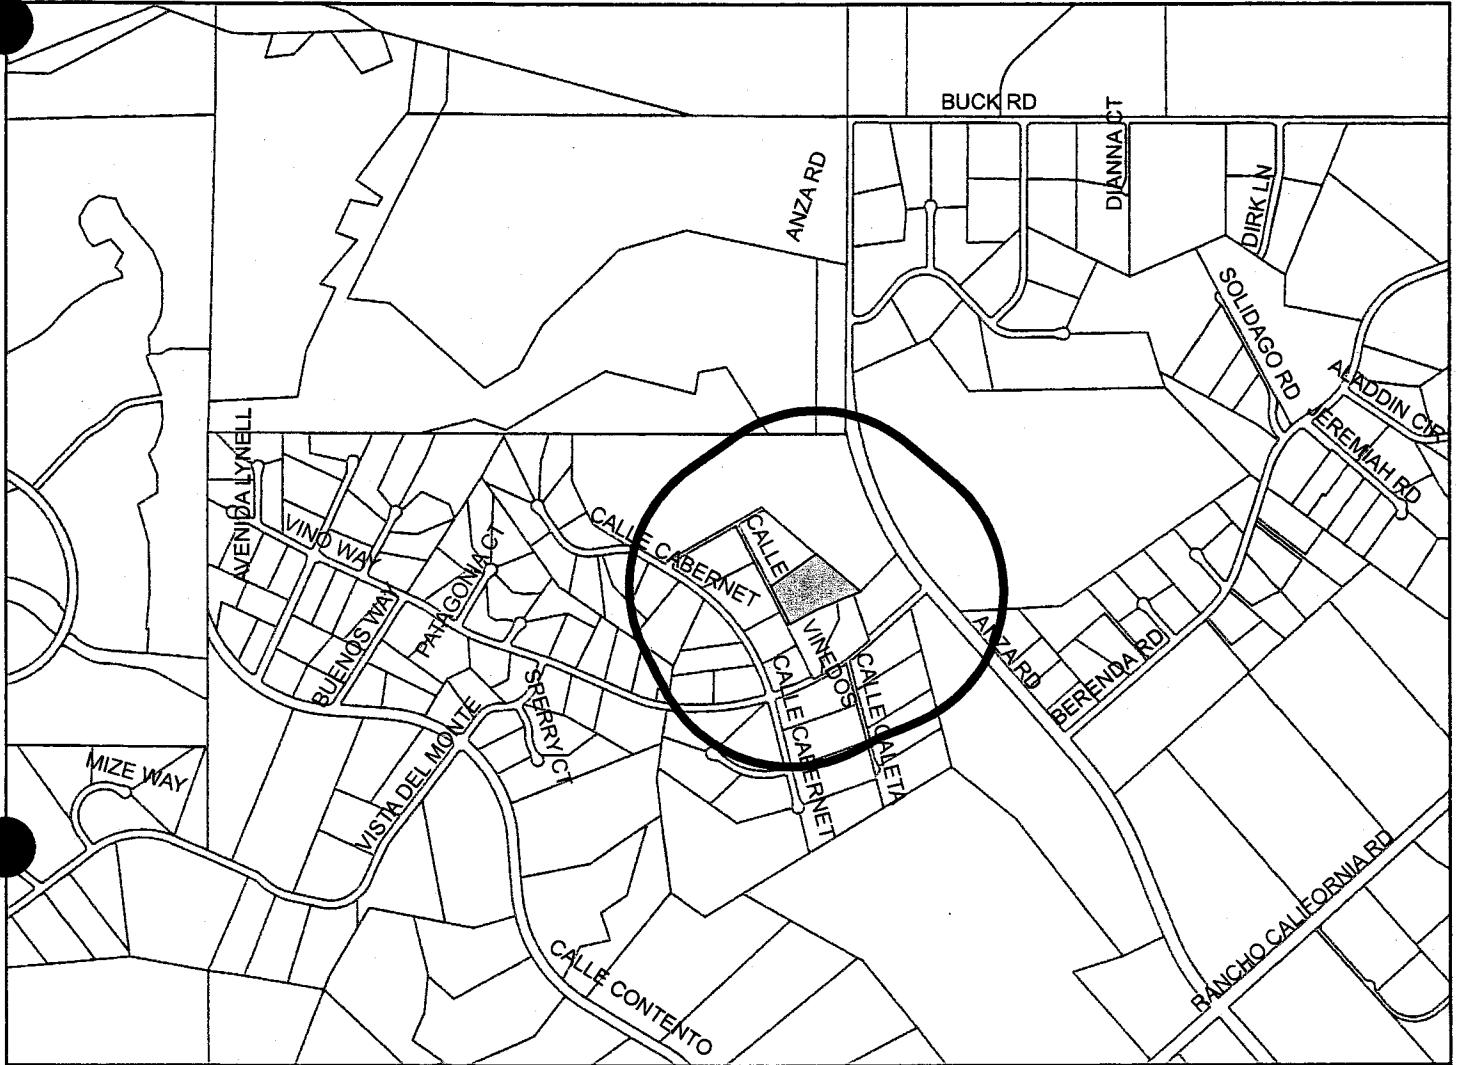 BUCK RD
DIANNA CT
ANZA RD
DIRK LN
SOLIDAGO RD
ALADDIN CIR
JEREMIAH RD
AVENIDA LYNELL
VINO WAY
CALLE CABERNET
CALLE VINEDOS
PATAGONIA CT
BUENOS WAY
SPERRY CT
CALLE CABERNET
CALLE CALETA
ANZA RD
BERENDA RD
VISTA DEL MONTE
MIZE WAY
RANCHO CALIFORNIA RD
CALLE CONTENTO